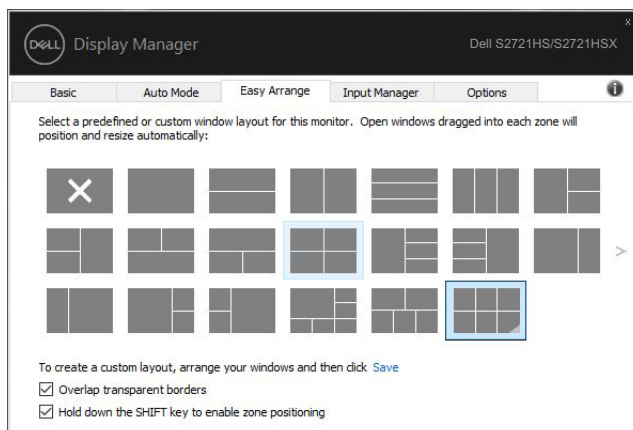 x
DELL Display Manager Dell S2721HS/S2721HSX
Basic Auto Mode Easy Arrange Input Manager Options i
Select a predefined or custom window layout for this monitor. Open windows dragged into each zone will
position and resize automatically:
>
To create a custom layout, arrange your windows and then click Save
Overlap transparent borders
Hold down the SHIFT key to enable zone positioning